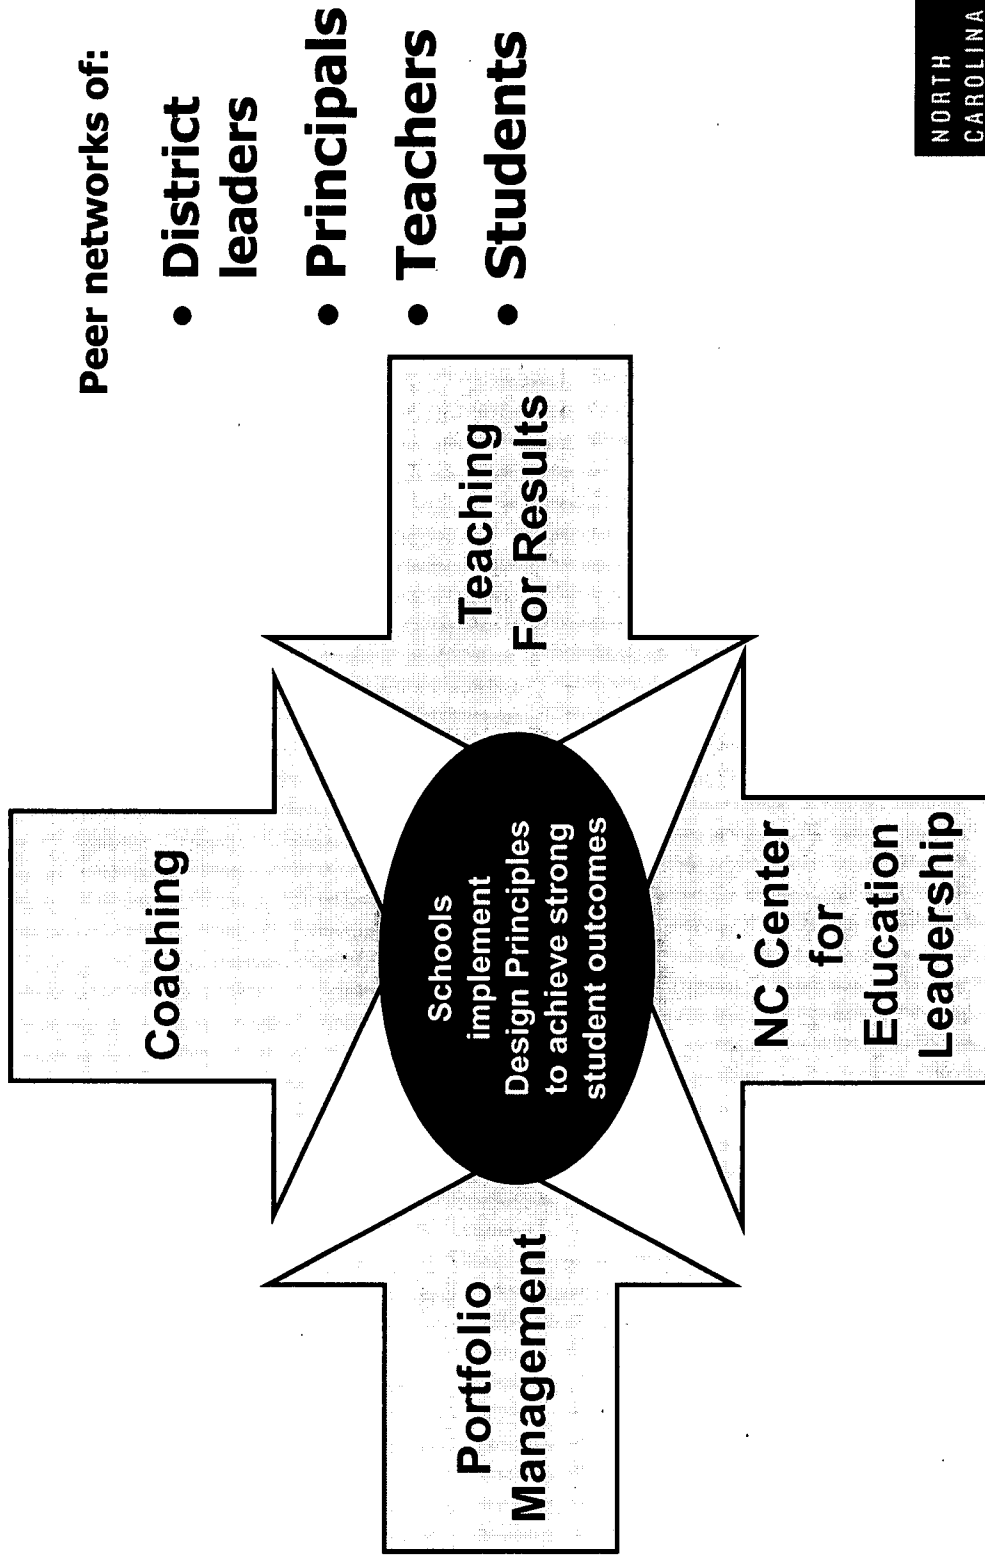 Peer networks of:
• District
leaders
• Principals
• Teachers
• Students
Coaching
Portfolio
Management
Schools
implement
Design Principles
to achieve strong
student outcomes
Teaching
For Results
NC Center
for
Education
Leadership
NORTH
CAROLINA